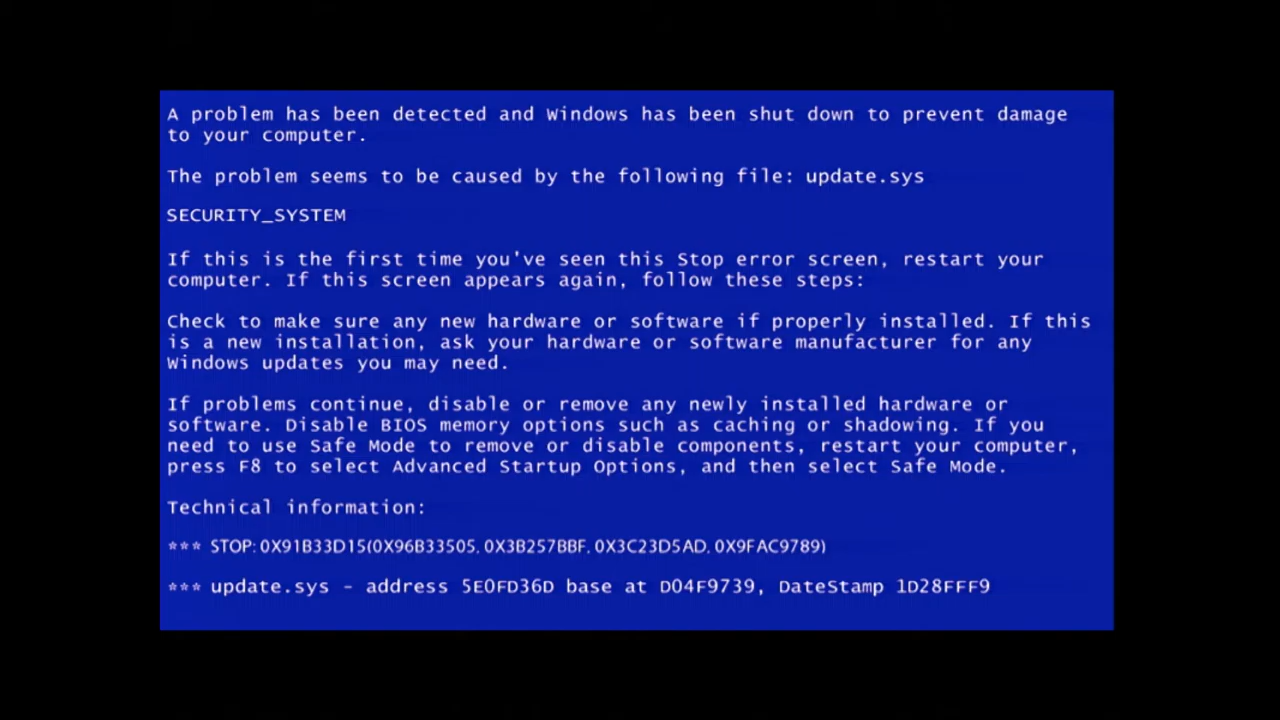 A problem has been detected and Windows has been shut down to prevent damage
to your computer.
The problem seems to be caused by the following file: update.sys
SECURITY_SYSTEM
If this is the first time you've seen this Stop error screen, restart your
computer. If this screen appears again, follow these steps:
Check to make sure any new hardware or software if properly installed. If this
is a new installation, ask your hardware or software manufacturer for any
Windows updates you may need.
If problems continue, disable or remove any newly installed hardware or
software. Disable BIOS memory options such as caching or shadowing. If you
need to use Safe Mode to remove or disable components, restart your computer,
press F8 to select Advanced Startup Options, and then select Safe Mode.
Technical information:
*** STOP: 0X91B33D15(0X96B33505, 0X3B257BBF, 0X3C23D5AD, 0X9FAC9789)
*** update.sys – address 5E0FD36D base at D04F9739, DateStamp 1D28FFF9